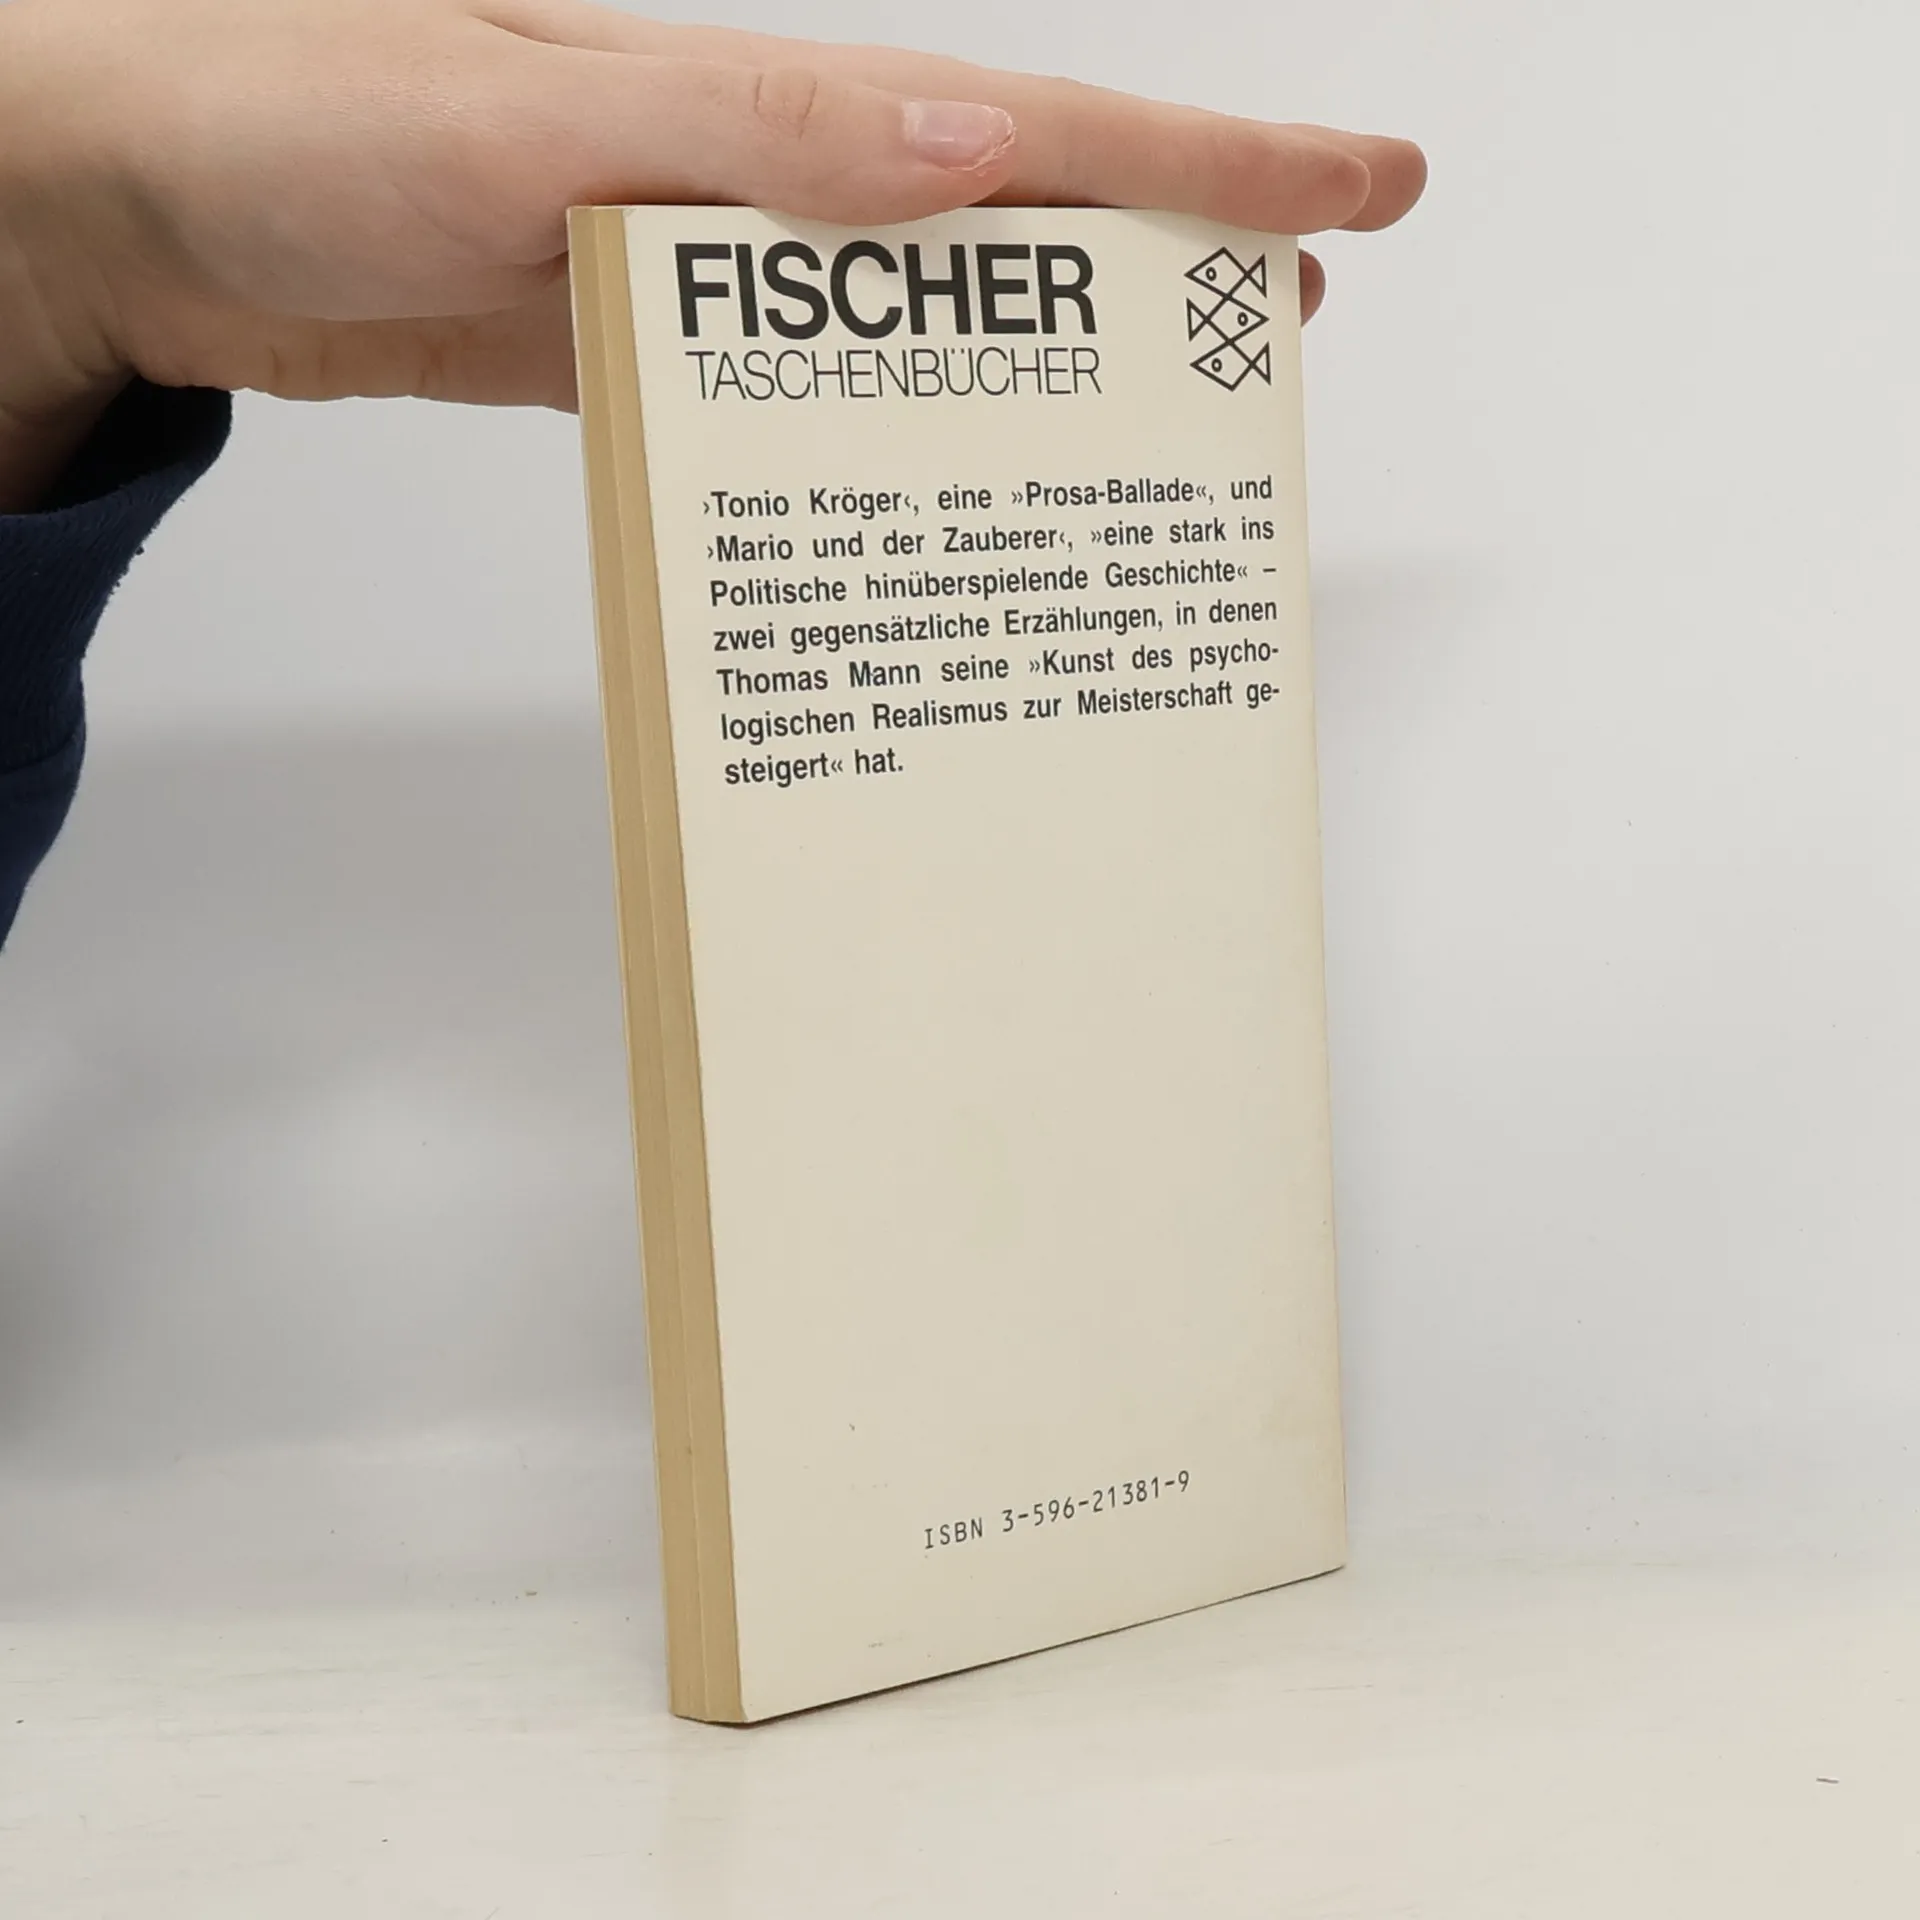 FISCHER
TASCHENBÜCHER
›Tonio Kröger‹, eine »Prosa-Ballade«, und
›Mario und der Zauberer‹, »eine stark ins
Politische hinüberspielende Geschichte« –
zwei gegensätzliche Erzählungen, in denen
Thomas Mann seine »Kunst des psycho-
logischen Realismus zur Meisterschaft ge-
steigert« hat.
ISBN 3-596-21381-9